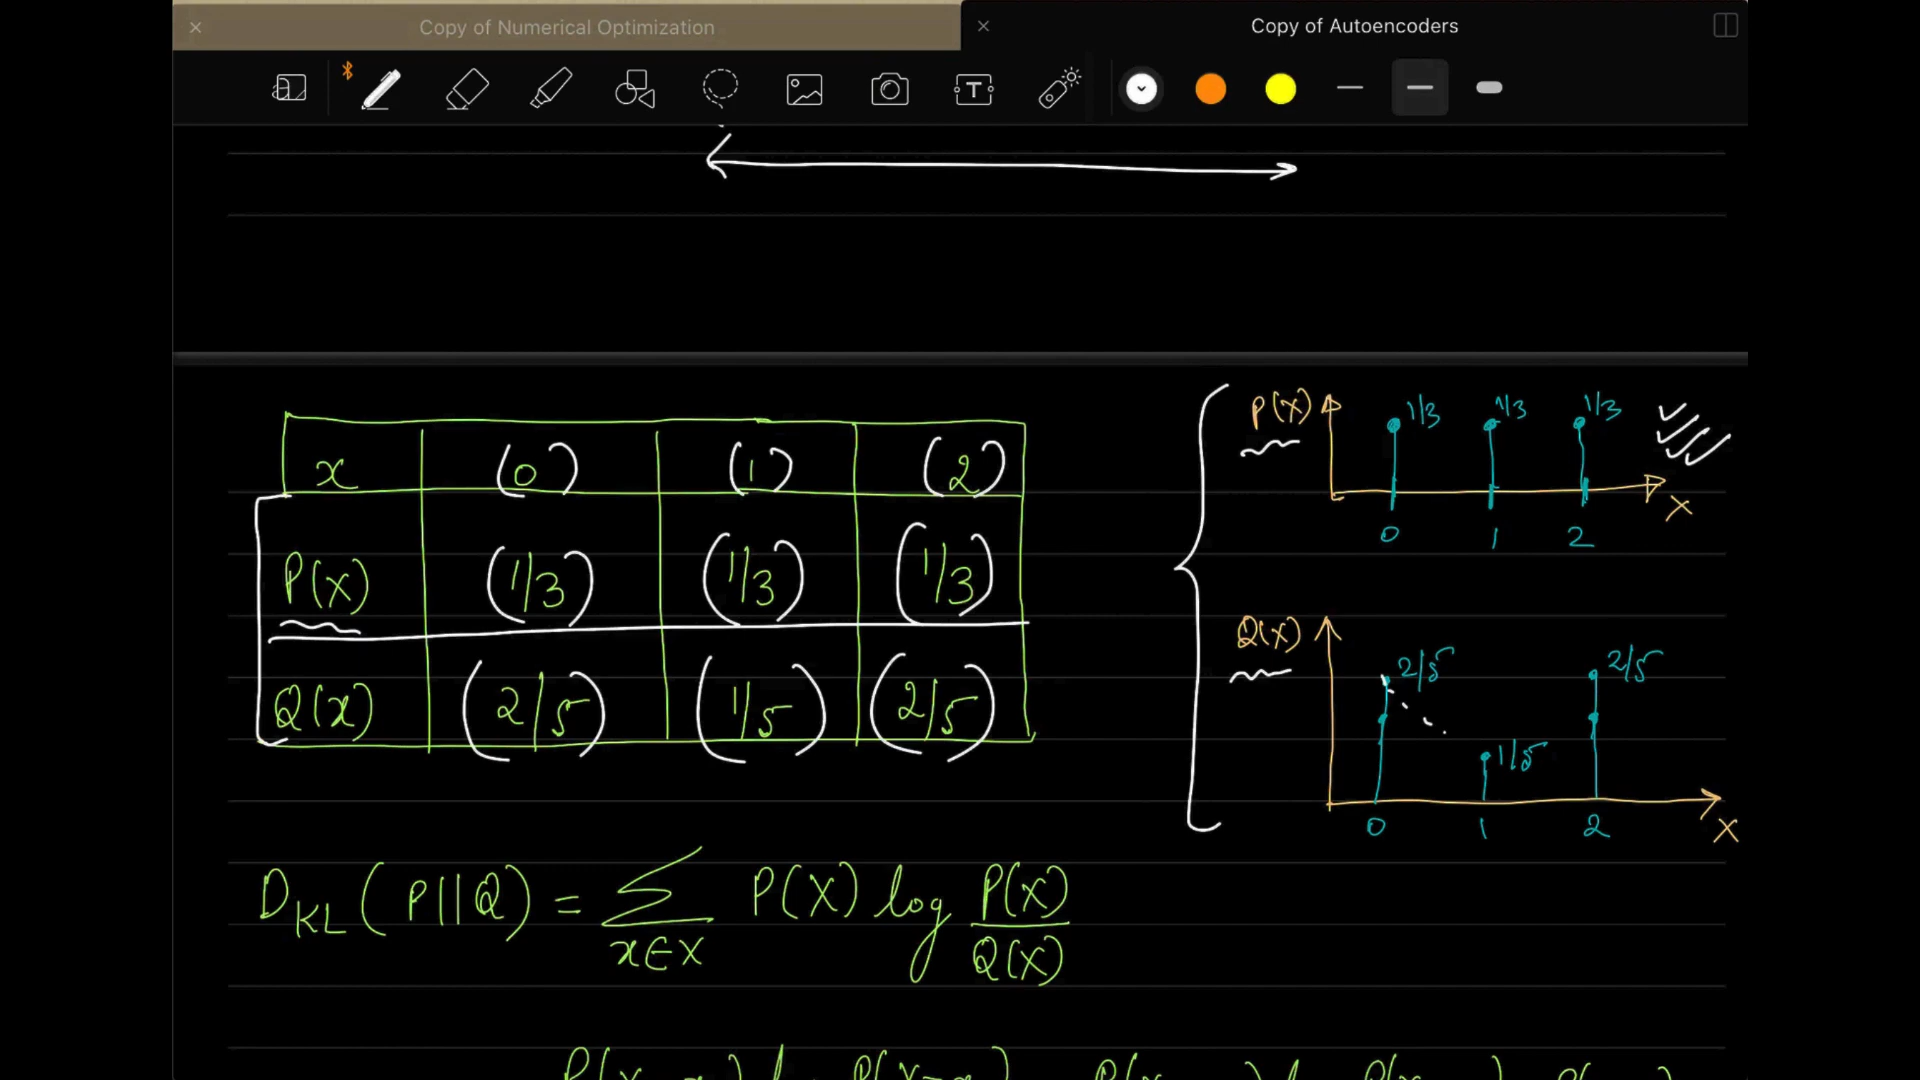 Copy of Numerical Optimization
Copy of Autoencoders
T
x (0) (1) (2)
P(X) (1/3) (1/3) (1/3)
Q(x) (2/5) (1/5) (2/5)
P(X) 1/3 1/3 1/3
0 1 2 X
Q(X) 2/5 1/5 2/5
0 1 2 X
D_KL (P||Q) = Σ_{x∈X} P(X) log P(X)/Q(X)